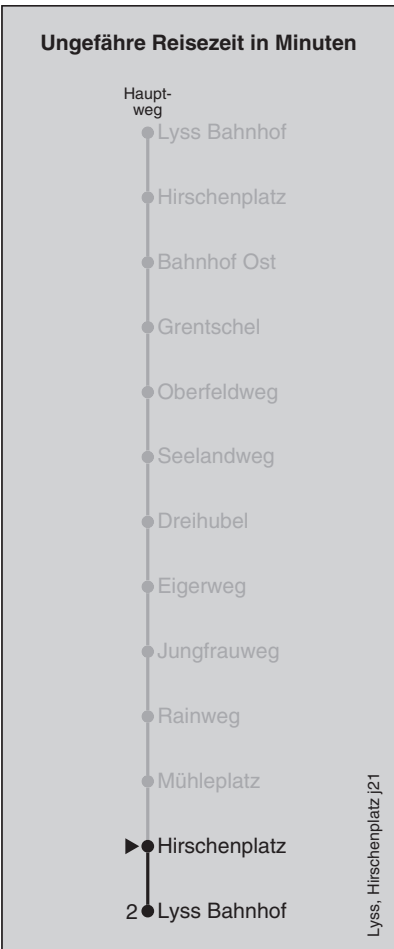 Ungefähre Reisezeit in Minuten
Haupt-
weg
Lyss Bahnhof
Hirschenplatz
Bahnhof Ost
Grentschel
Oberfeldweg
Seelandweg
Dreihubel
Eigerweg
Jungfrauweg
Rainweg
Mühleplatz
Hirschenplatz
2 Lyss Bahnhof
Lyss, Hirschenplatz j21